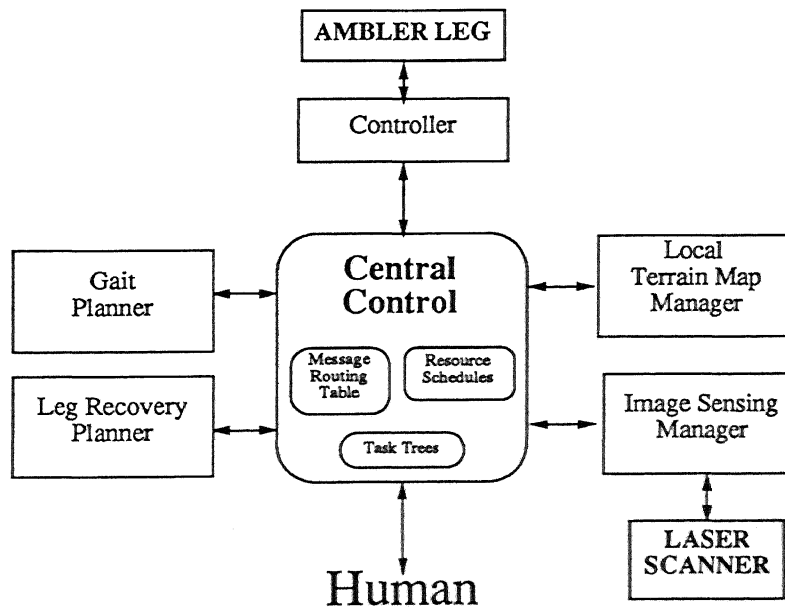 AMBLER LEG
Controller
Gait
Planner
Central
Control
Local
Terrain Map
Manager
Message
Routing
Table
Resource
Schedules
Leg Recovery
Planner
Image Sensing
Manager
Task Trees
LASER
SCANNER
Human